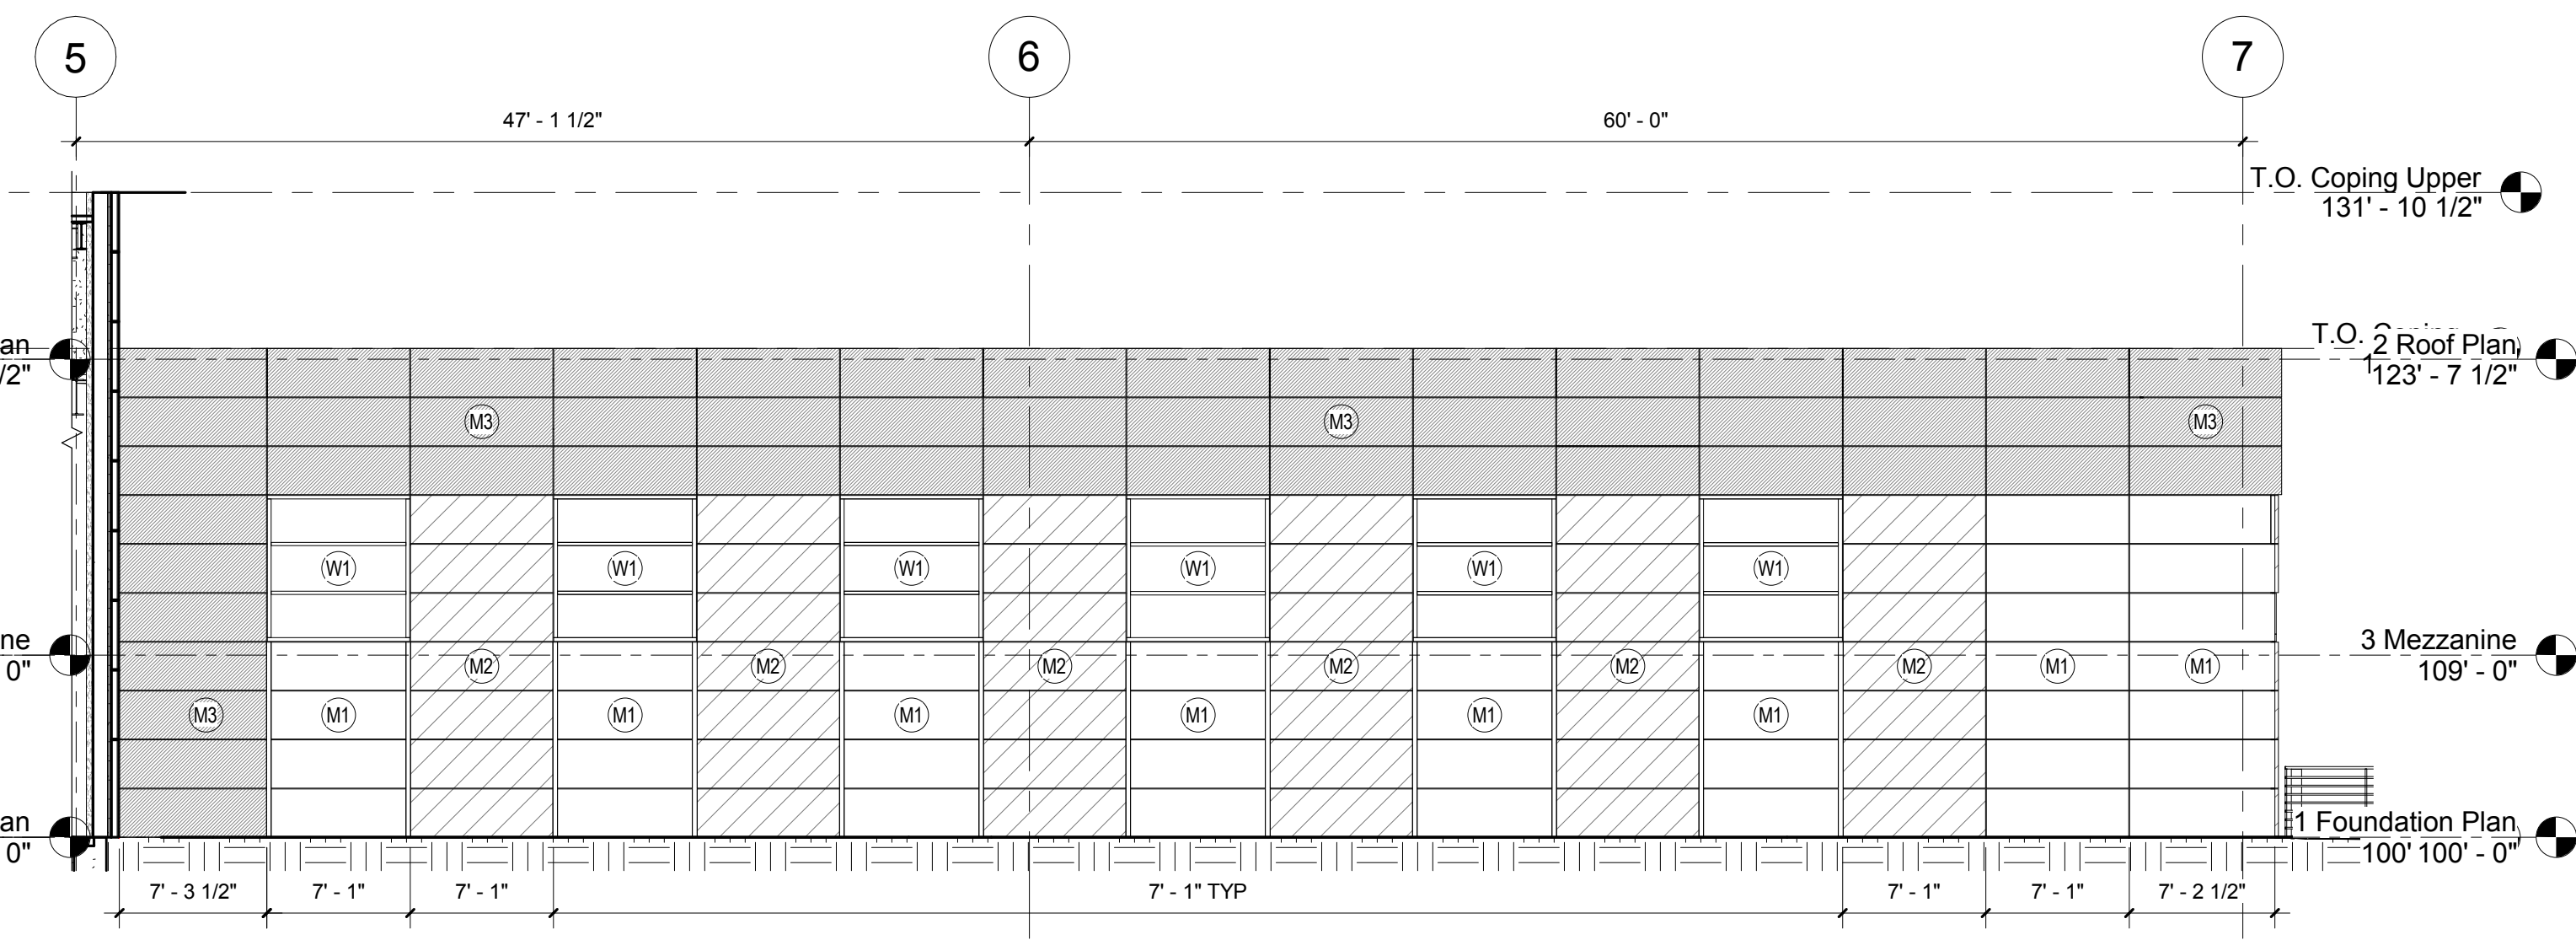 5
6
7
47' - 1 1/2"
60' - 0"
T.O. Coping Upper
131' - 10 1/2"
an
/2"
T.O.
2 Roof Plan
123' - 7 1/2"
M3
M3
M3
W1
W1
W1
W1
W1
W1
ne
0"
M2
M2
M2
M2
M2
M2
M1
M1
3 Mezzanine
109' - 0"
M3
M1
M1
M1
M1
M1
M1
an
0"
1 Foundation Plan
100' 100' - 0"
7' - 3 1/2"
7' - 1"
7' - 1"
7' - 1" TYP
7' - 1"
7' - 1"
7' - 2 1/2"